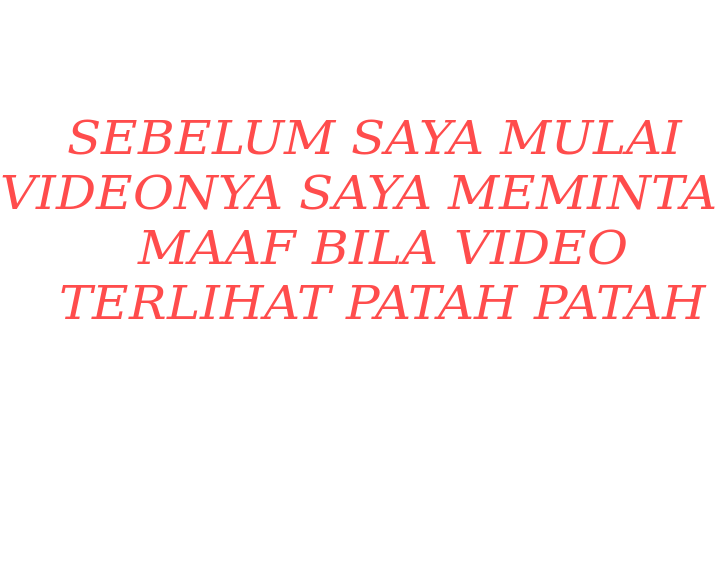 SEBELUM SAYA MULAI
VIDEONYA SAYA MEMINTA
MAAF BILA VIDEO
TERLIHAT PATAH PATAH